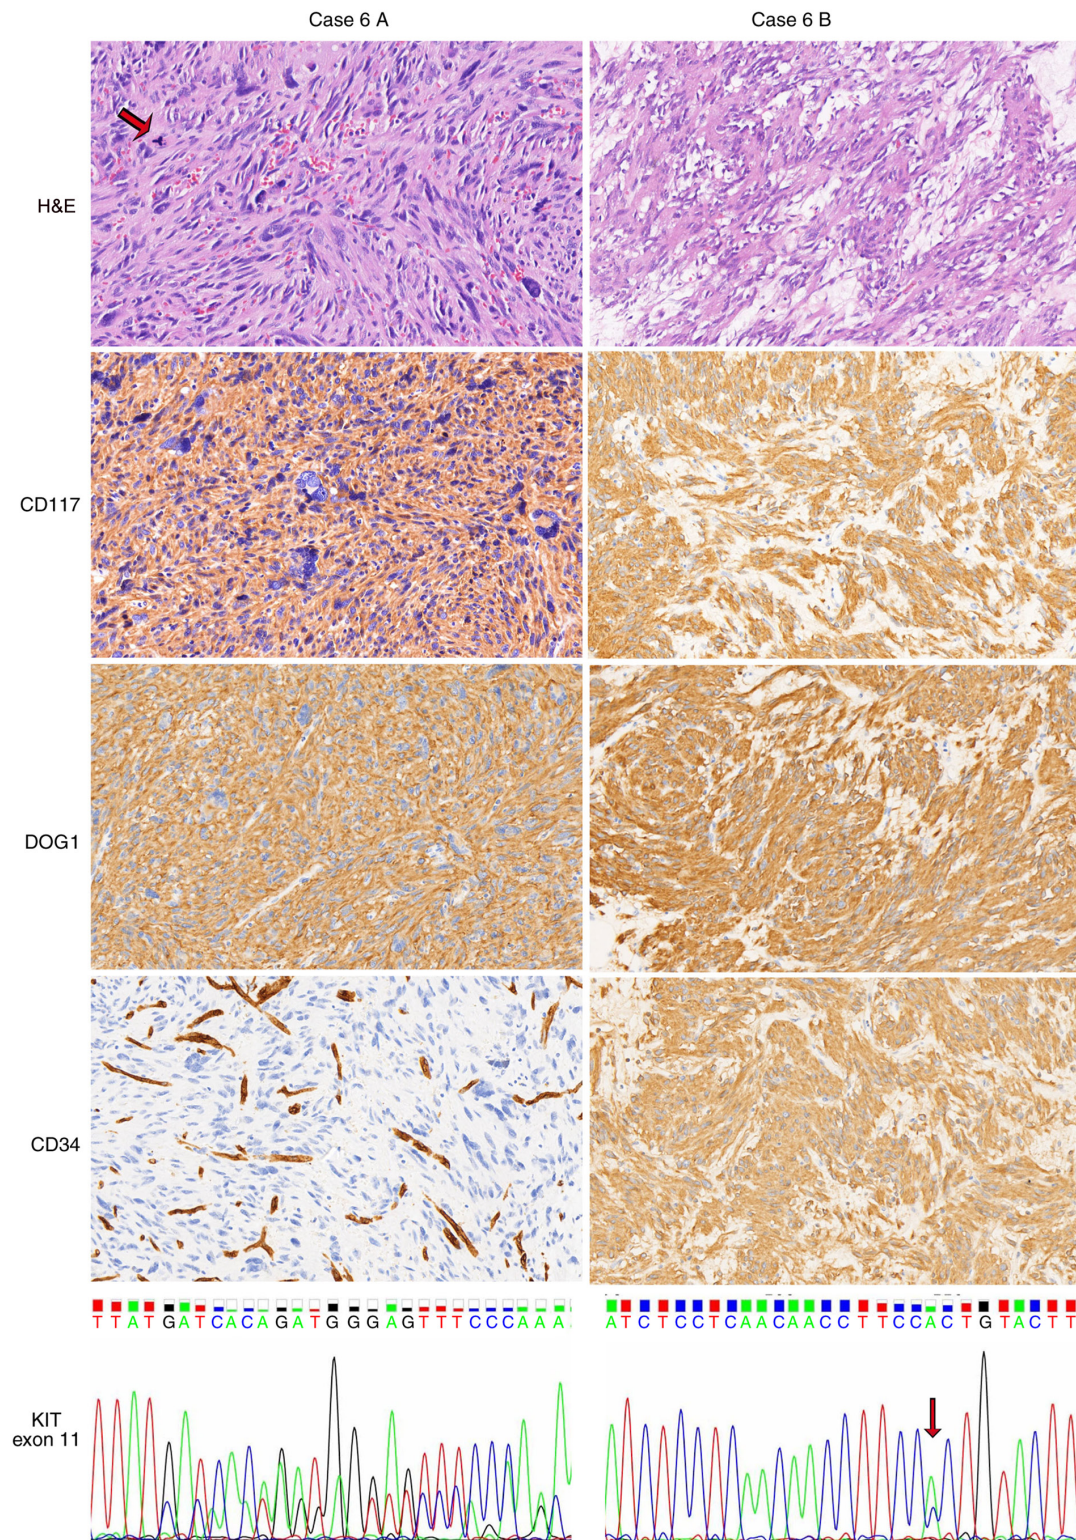 Case 6 A
Case 6 B
H&E
CD117
DOG1
CD34
T T A T G A T C A C A G A T G G G A G T T T C C C A A A
A T C T C C T C A A C A A C C T T C C A C T G T A C T T
KIT
exon 11